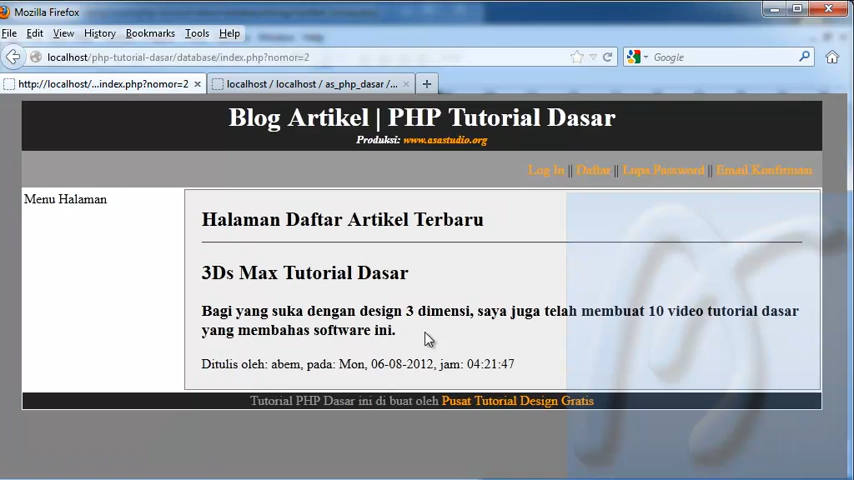 Mozilla Firefox
File Edit View History Bookmarks Tools Help
localhost/php-tutorial-dasar/database/index.php?nomor=2
Google
http://localhost/...index.php?nomor=2
localhost / localhost / as_php_dasar /...
Blog Artikel | PHP Tutorial Dasar
Produksi: www.asastudio.org
Log In || Daftar || Lupa Password || Email Konfirmasi
Menu Halaman
Halaman Daftar Artikel Terbaru
3Ds Max Tutorial Dasar
Bagi yang suka dengan design 3 dimensi, saya juga telah membuat 10 video tutorial dasar
yang membahas software ini.
Ditulis oleh: abem, pada: Mon, 06-08-2012, jam: 04:21:47
Tutorial PHP Dasar ini di buat oleh Pusat Tutorial Design Gratis